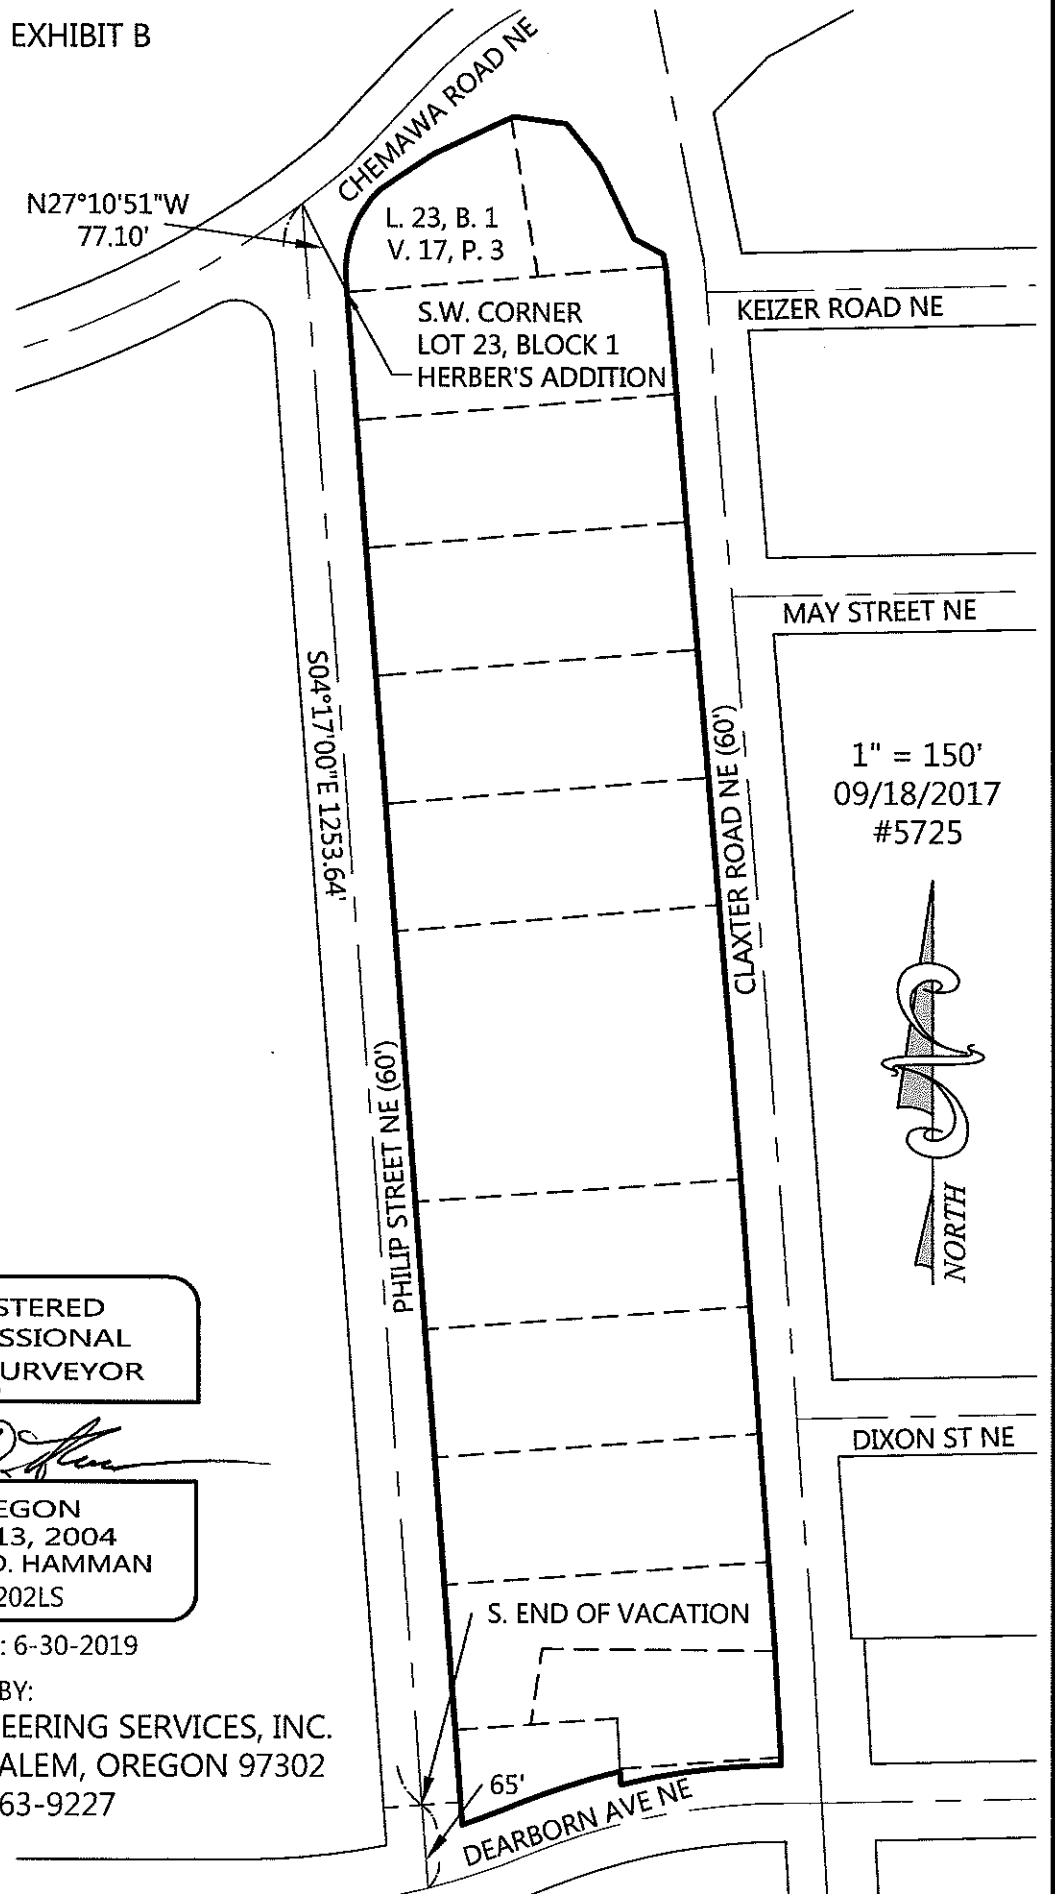 EXHIBIT B
CHEMAWA ROAD NE
N27°10'51"W
77.10'
L. 23, B. 1
V. 17, P. 3
S.W. CORNER
LOT 23, BLOCK 1
HERBER'S ADDITION
KEIZER ROAD NE
MAY STREET NE
S04°17'00"E 1253.64'
CLAXTER ROAD NE (60')
1" = 150'
09/18/2017
#5725
NORTH
PHILIP STREET NE (60')
STERED
SSIONAL
URVEYOR
EGON
13, 2004
D. HAMMAN
202LS
: 6-30-2019
BY:
EERING SERVICES, INC.
ALEM, OREGON 97302
63-9227
DIXON ST NE
S. END OF VACATION
65'
DEARBORN AVE NE